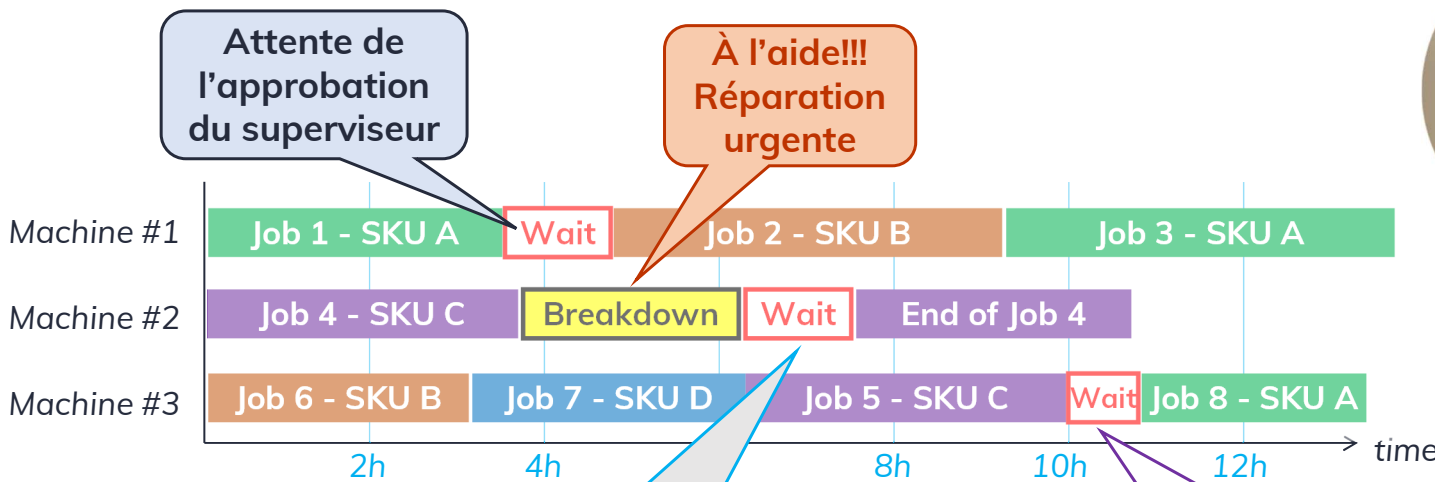 Attente de
l’approbation
du superviseur
À l’aide!!!
Réparation
urgente
Machine #1
Job 1 - SKU A
Wait
Job 2 - SKU B
Job 3 - SKU A
Machine #2
Job 4 - SKU C
Breakdown
Wait
End of Job 4
Machine #3
Job 6 - SKU B
Job 7 - SKU D
Job 5 - SKU C
Wait
Job 8 - SKU A
2h
4h
8h
10h
12h
time